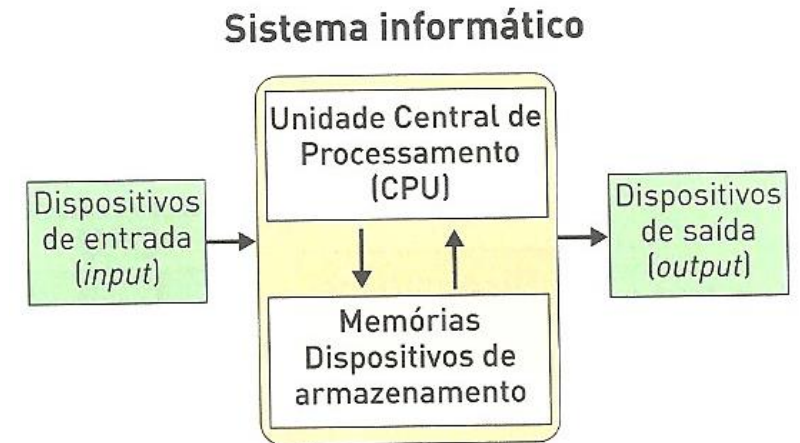 Sistema informático
Unidade Central de
Processamento
(CPU)
Dispositivos
de entrada
(input)
Dispositivos
de saída
(output)
Memórias
Dispositivos de
armazenamento